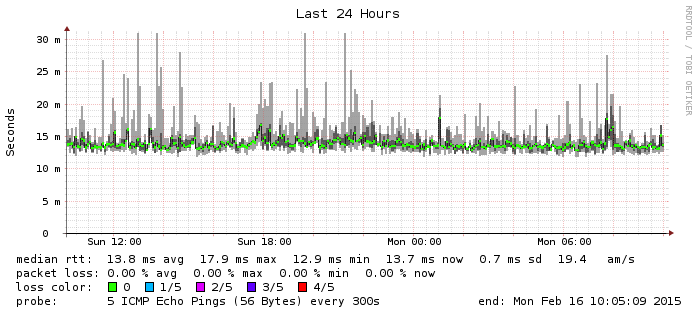 Last 24 Hours
RRDTOOL / TOBI OETIKER
Seconds
30 m
25 m
20 m
15 m
10 m
5 m
0
Sun 12:00 Sun 18:00 Mon 00:00 Mon 06:00
median rtt: 13.8 ms avg 17.9 ms max 12.9 ms min 13.7 ms now 0.7 ms sd 19.4 am/s
packet loss: 0.00 % avg 0.00 % max 0.00 % min 0.00 % now
loss color: 0 1/5 2/5 3/5 4/5
probe: 5 ICMP Echo Pings (56 Bytes) every 300s end: Mon Feb 16 10:05:09 2015